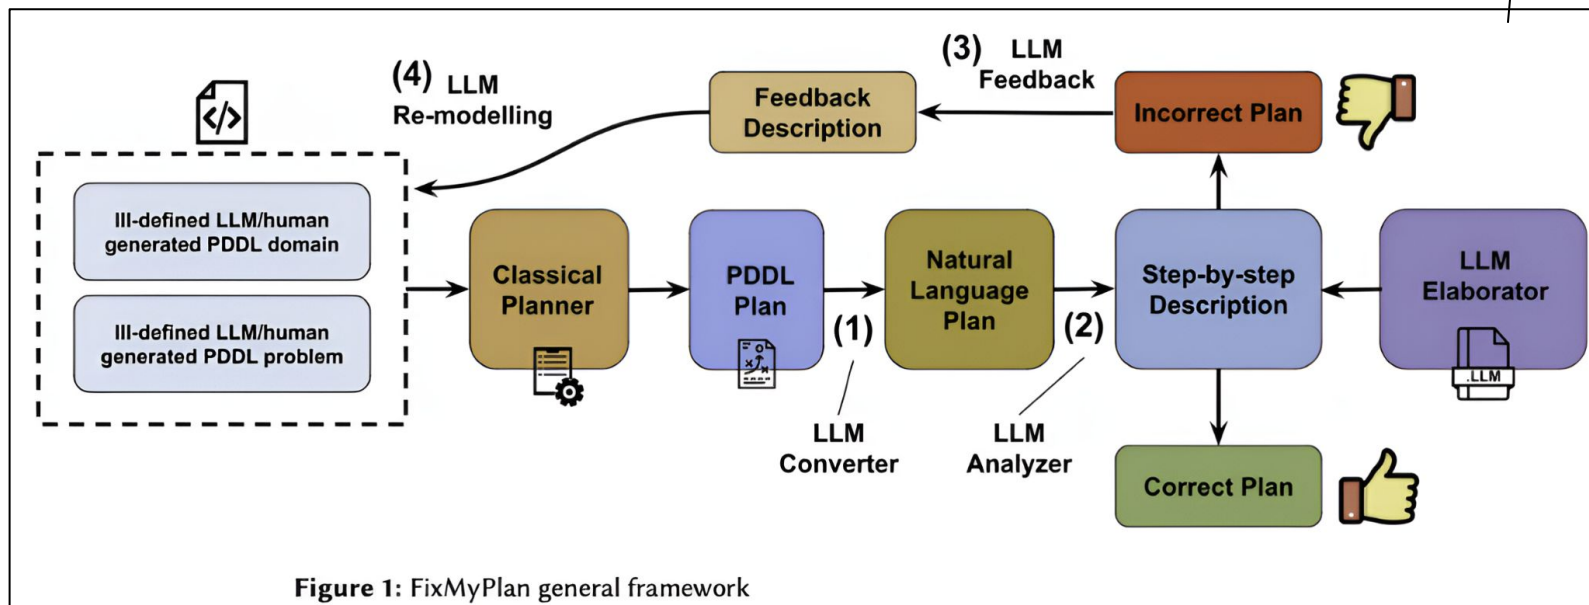 (4) LLM
Re-modelling
Feedback
Description
(3) LLM
Feedback
Incorrect Plan
</>
III-defined LLM/human
generated PDDL domain
III-defined LLM/human
generated PDDL problem
Classical
Planner
PDDL
Plan
(1)
Natural
Language
Plan
(2)
Step-by-step
Description
LLM
Elaborator
.LLM
LLM
Converter
LLM
Analyzer
Correct Plan
Figure 1: FixMyPlan general framework